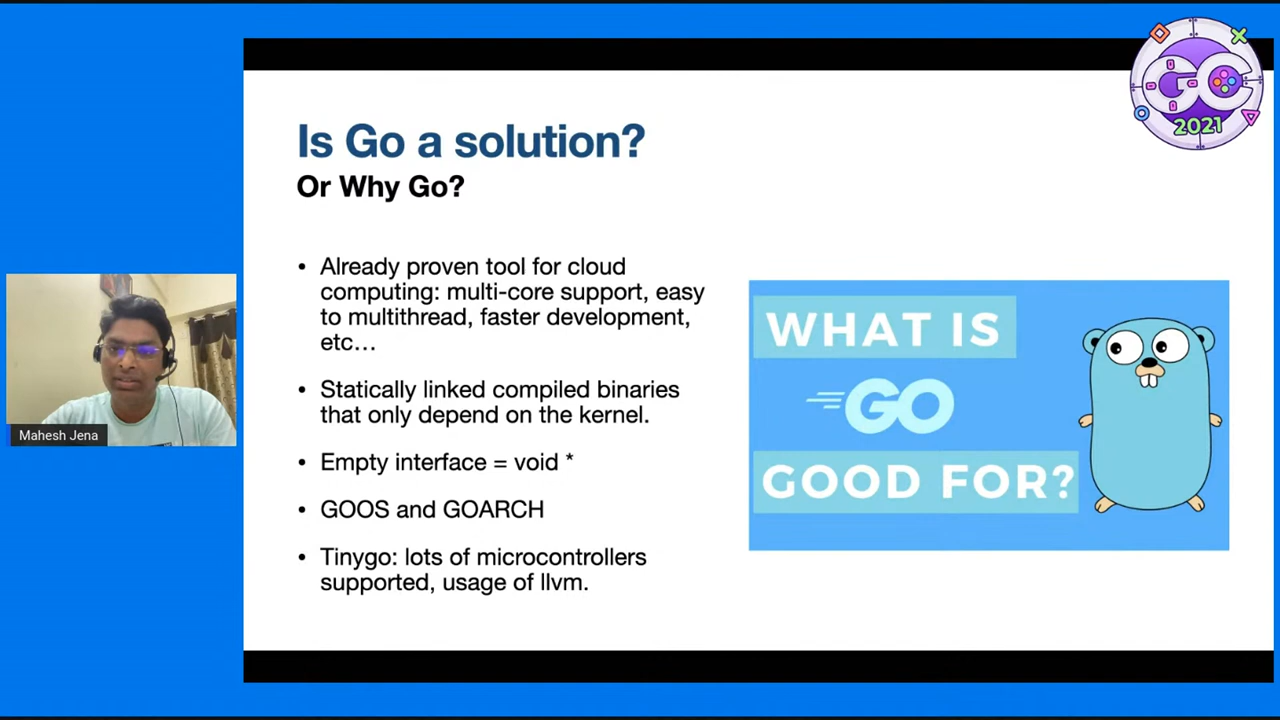 GC
2021
Is Go a solution?
Or Why Go?
• Already proven tool for cloud
computing: multi-core support, easy
to multithread, faster development,
etc…
• Statically linked compiled binaries
that only depend on the kernel.
• Empty interface = void *
• GOOS and GOARCH
• Tinygo: lots of microcontrollers
supported, usage of llvm.
WHAT IS
GO
GOOD FOR?
Mahesh Jena